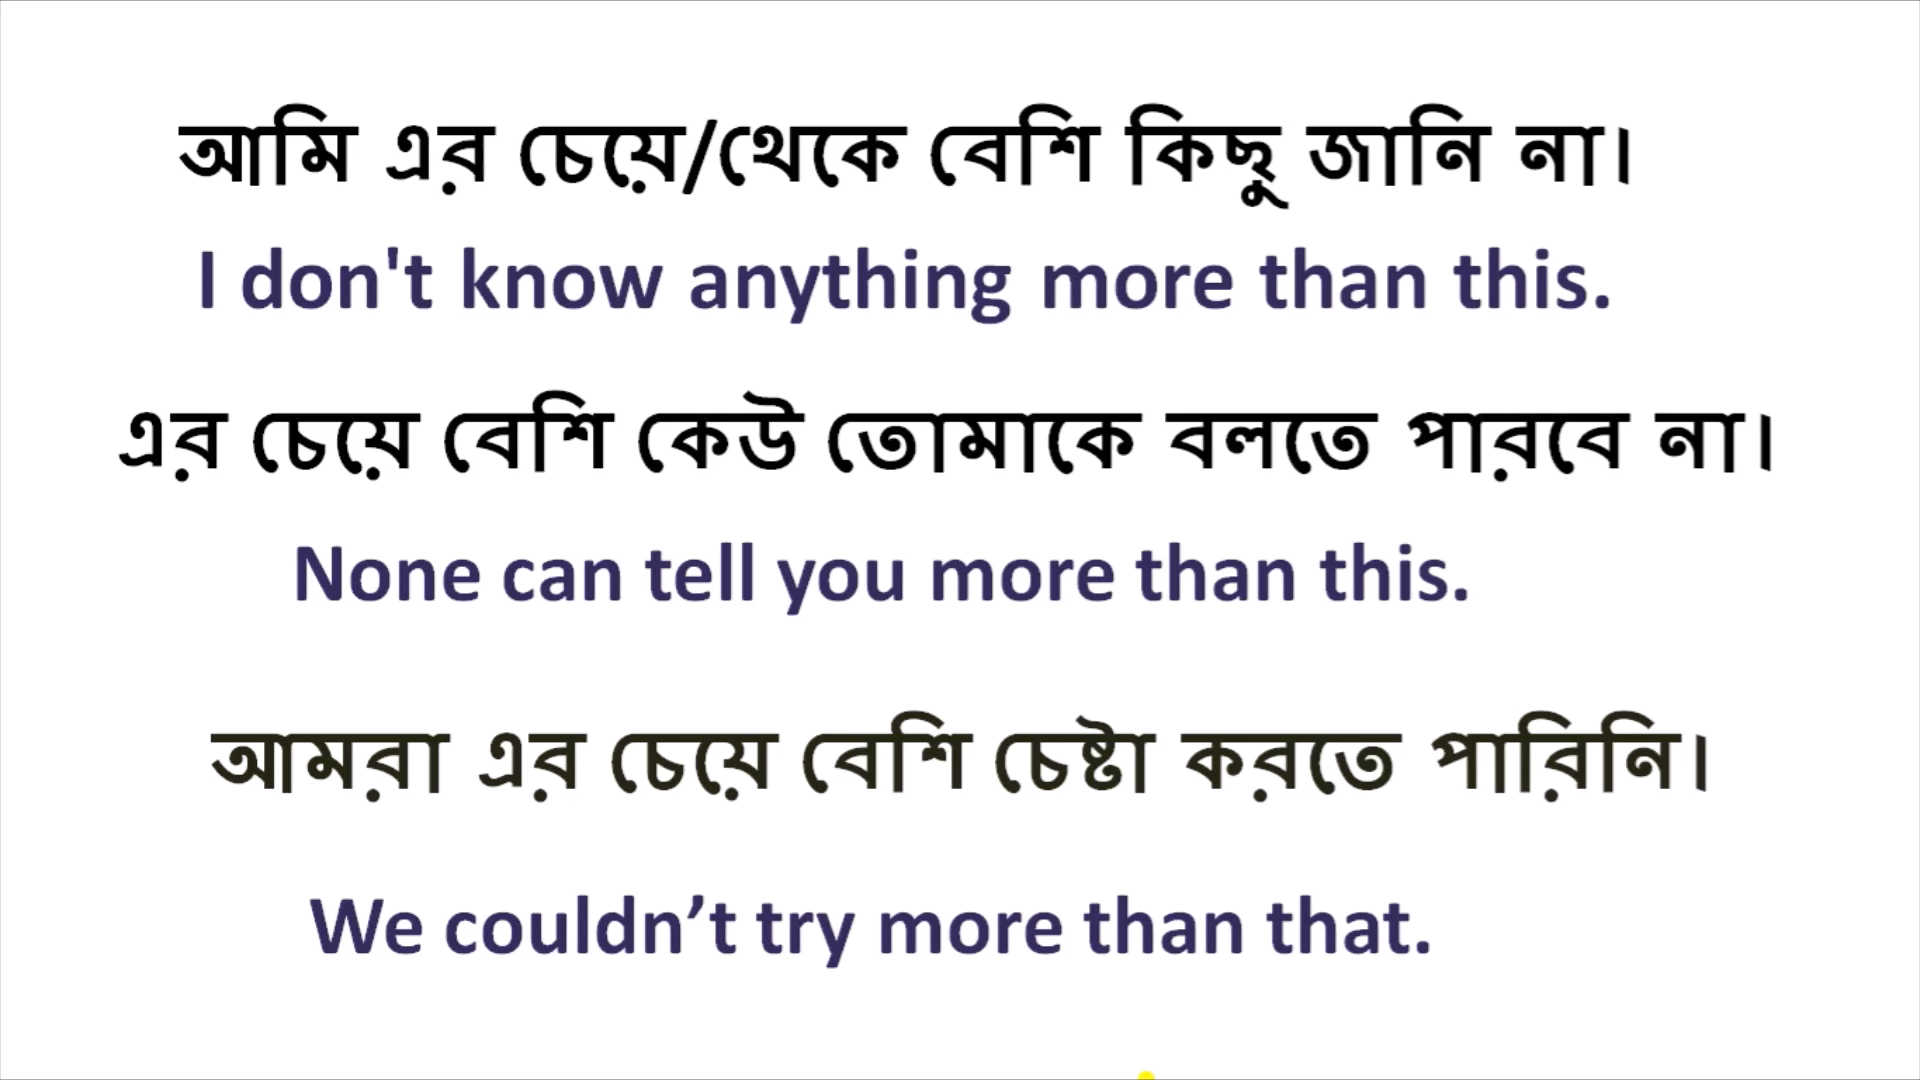 আমি এর চেয়ে/থেকে বেশি কিছু জানি না।
I don't know anything more than this.
এর চেয়ে বেশি কেউ তোমাকে বলতে পারবে না।
None can tell you more than this.
আমরা এর চেয়ে বেশি চেষ্টা করতে পারিনি।
We couldn’t try more than that.